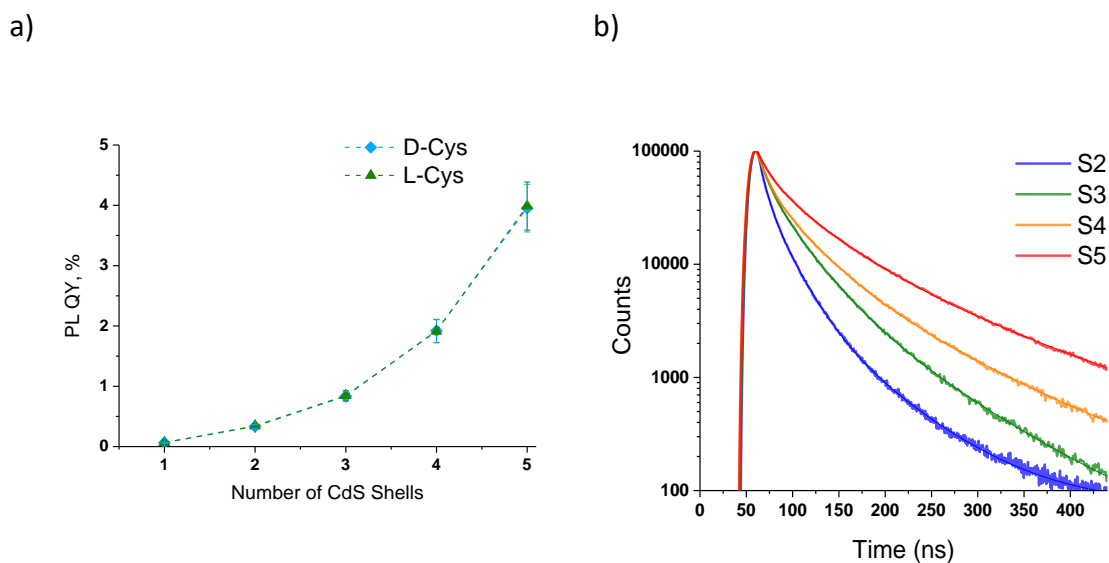 a)
b)
5
4
3
2
1
0
PL QY, %
D-Cys
L-Cys
1 2 3 4 5
Number of CdS Shells
100000
10000
1000
100
Counts
S2
S3
S4
S5
0 50 100 150 200 250 300 350 400
Time (ns)